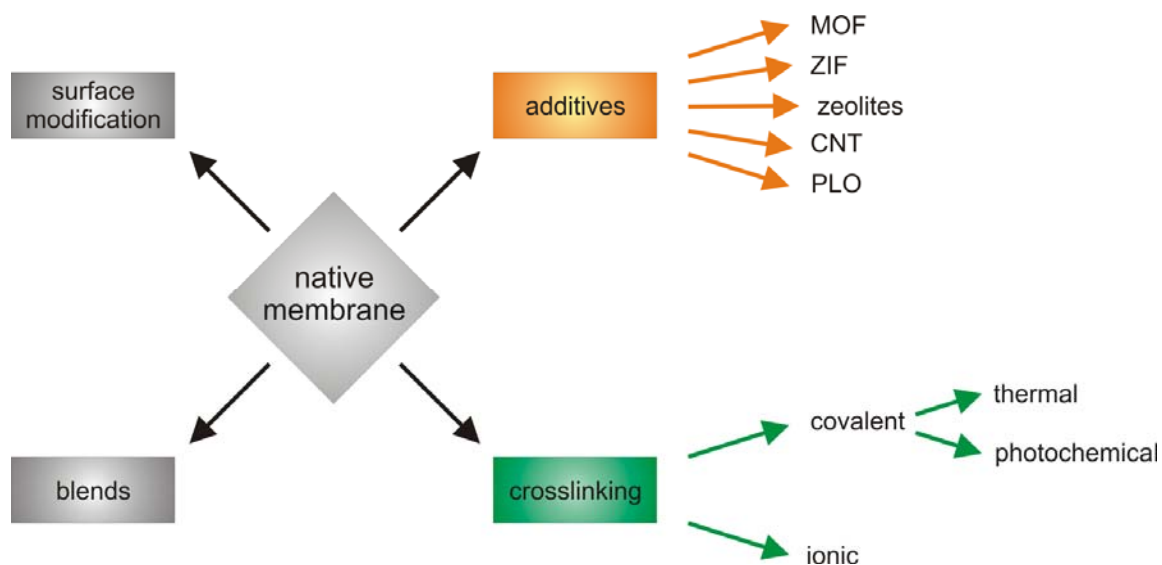 surface
modification
additives
MOF
ZIF
zeolites
CNT
PLO
native
membrane
blends
crosslinking
covalent
thermal
photochemical
ionic